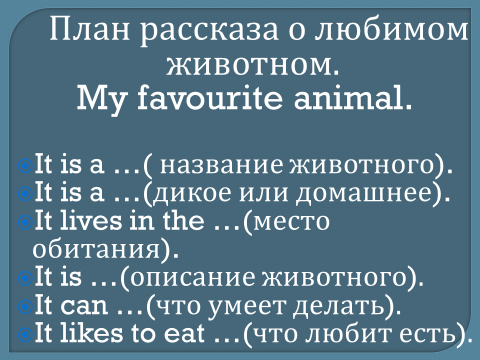 План рассказа о любимом
животном.
My favourite animal.
It is a …( название животного).
It is a …(дикое или домашнее).
It lives in the …(место
обитания).
It is …(описание животного).
It can …(что умеет делать).
It likes to eat …(что любит есть).